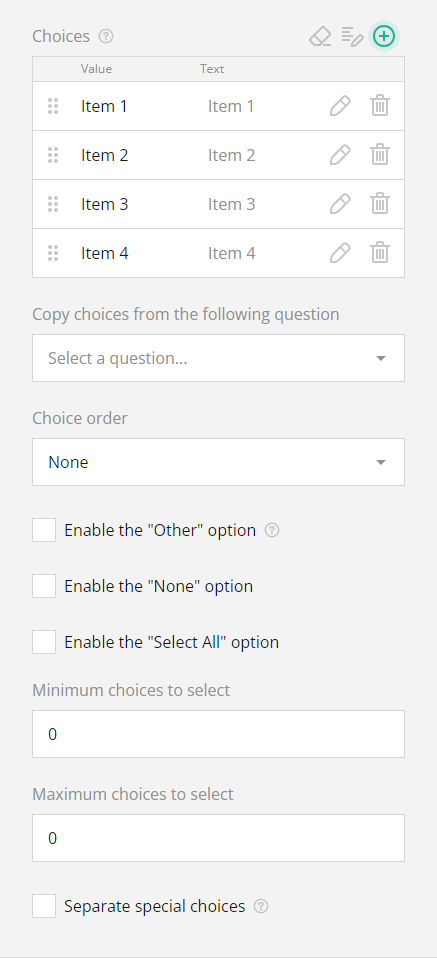 Choices
Value Text
Item 1 Item 1
Item 2 Item 2
Item 3 Item 3
Item 4 Item 4
Copy choices from the following question
Select a question...
Choice order
None
Enable the "Other" option
Enable the "None" option
Enable the "Select All" option
Minimum choices to select
0
Maximum choices to select
0
Separate special choices